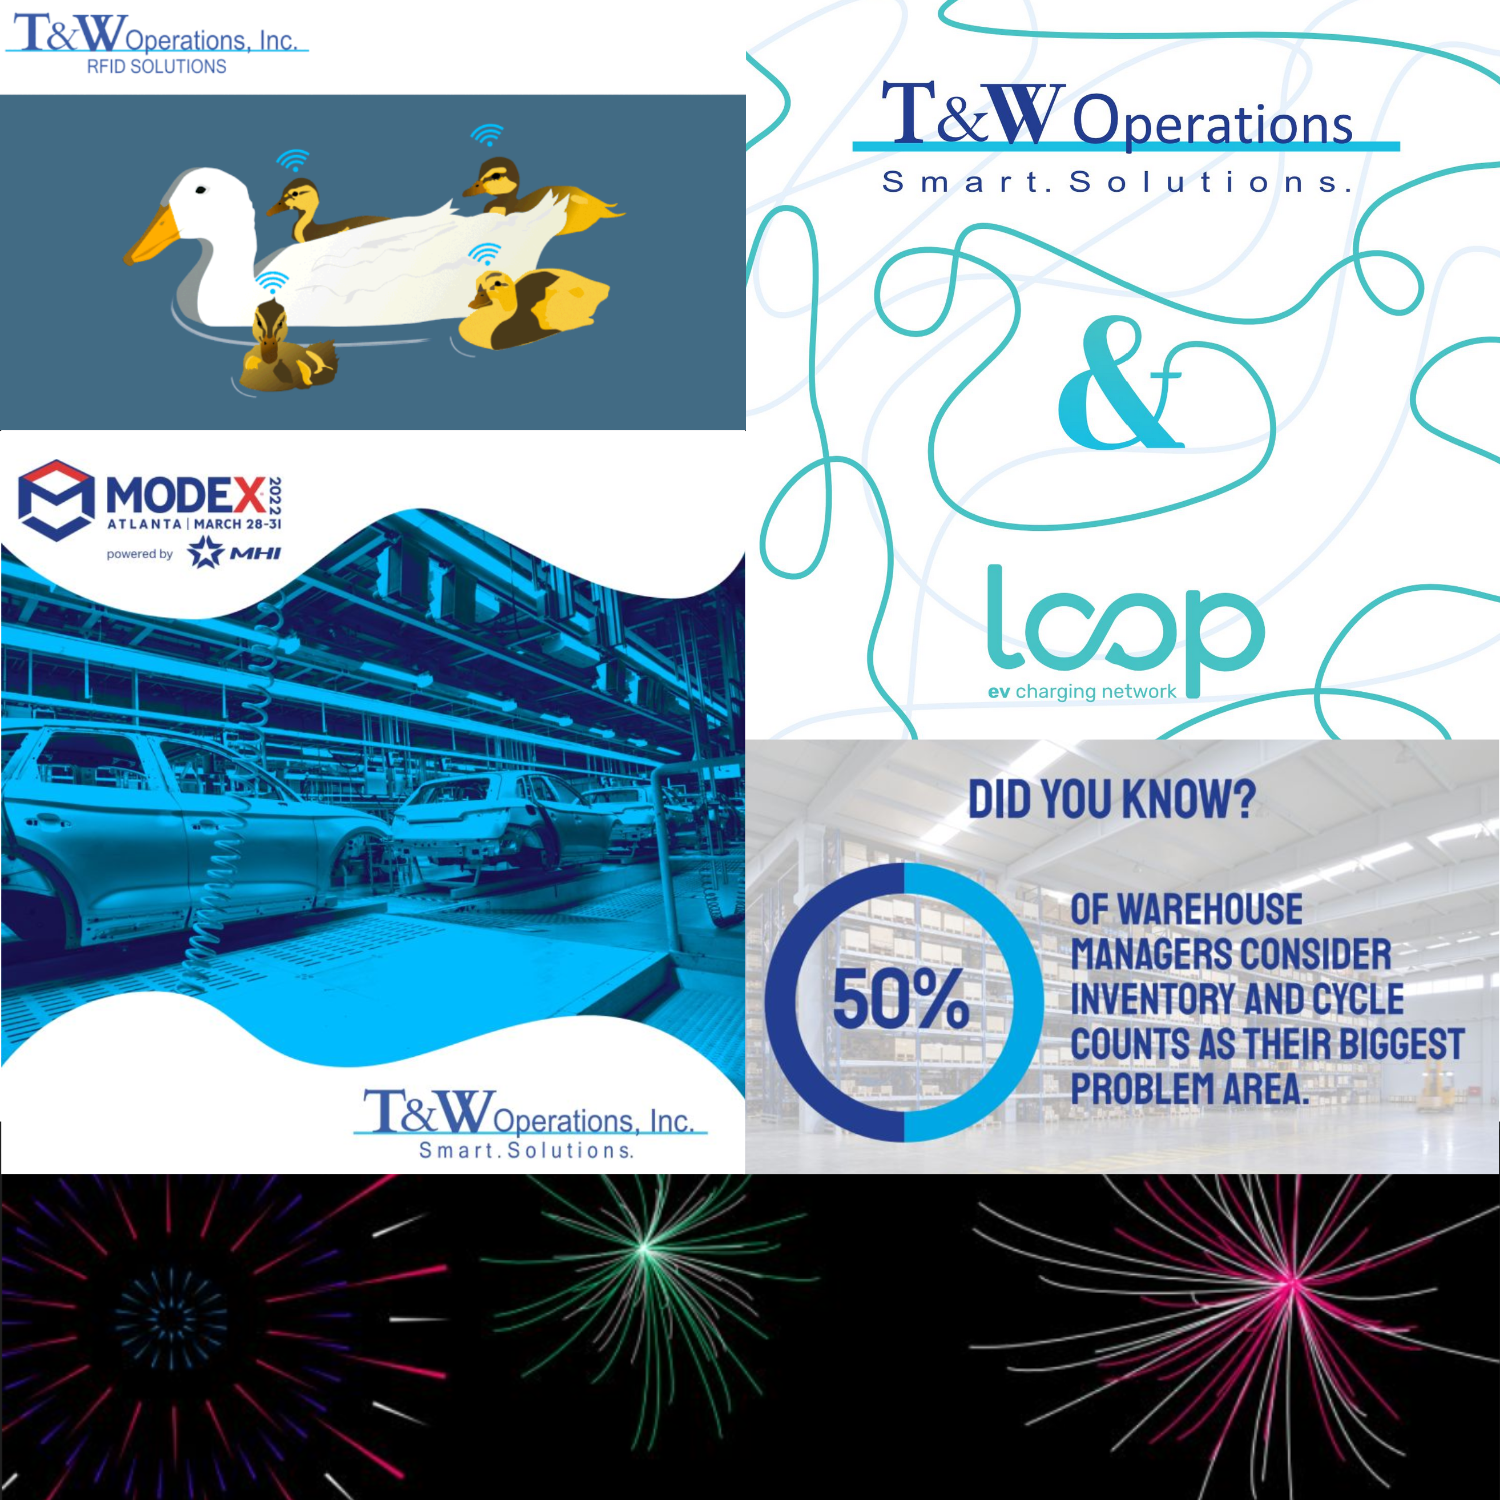 T&W Operations, Inc.
RFID SOLUTIONS
T&W Operations
Smart. Solutions.
&
loop
ev charging network
MODEX 2022
ATLANTA | MARCH 28-31
powered by MHI
T&W Operations, Inc.
Smart. Solutions.
DID YOU KNOW?
50%
OF WAREHOUSE
MANAGERS CONSIDER
INVENTORY AND CYCLE
COUNTS AS THEIR BIGGEST
PROBLEM AREA.